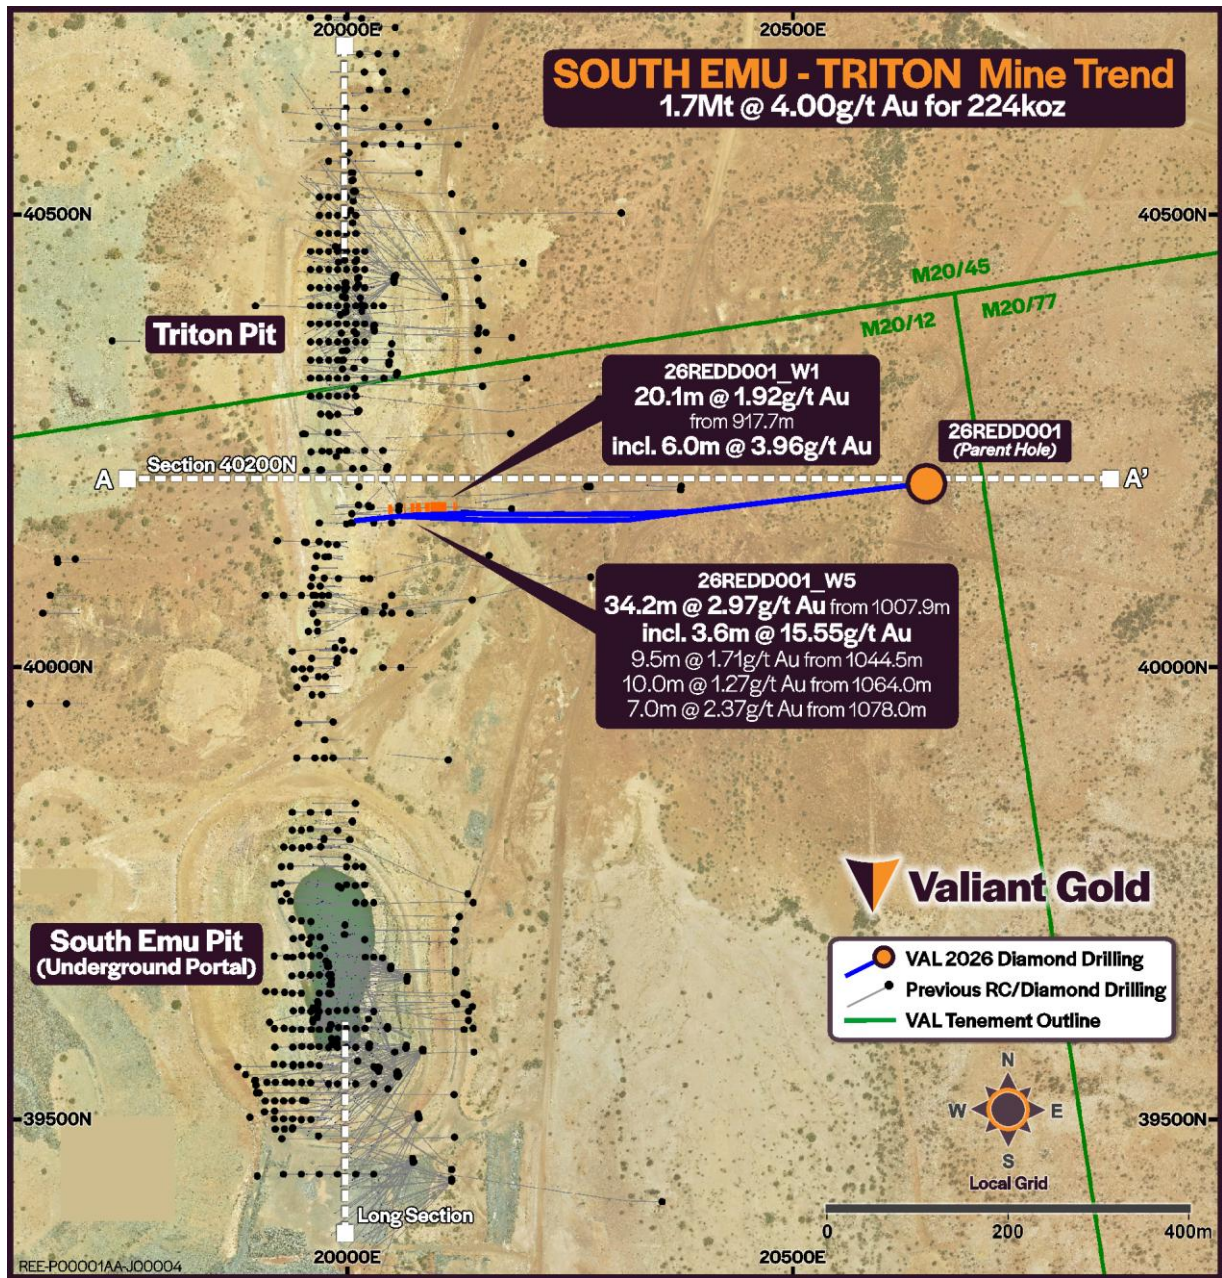 20000E
20500E
SOUTH EMU - TRITON Mine Trend
1.7Mt @ 4.00g/t Au for 224koz
40500N
40500N
M20/45
M20/12
M20/77
Triton Pit
26REDD001_W1
20.1m @ 1.92g/t Au
from 917.7m
incl. 6.0m @ 3.96g/t Au
26REDD001
(Parent Hole)
A
Section 40200N
A'
26REDD001_W5
34.2m @ 2.97g/t Au from 1007.9m
incl. 3.6m @ 15.55g/t Au
9.5m @ 1.71g/t Au from 1044.5m
10.0m @ 1.27g/t Au from 1064.0m
7.0m @ 2.37g/t Au from 1078.0m
40000N
40000N
Valiant Gold
South Emu Pit
(Underground Portal)
VAL 2026 Diamond Drilling
Previous RC/Diamond Drilling
VAL Tenement Outline
N
W
E
S
Local Grid
39500N
39500N
0
200
400m
Long Section
20000E
20500E
REE-P00001AA-J00004